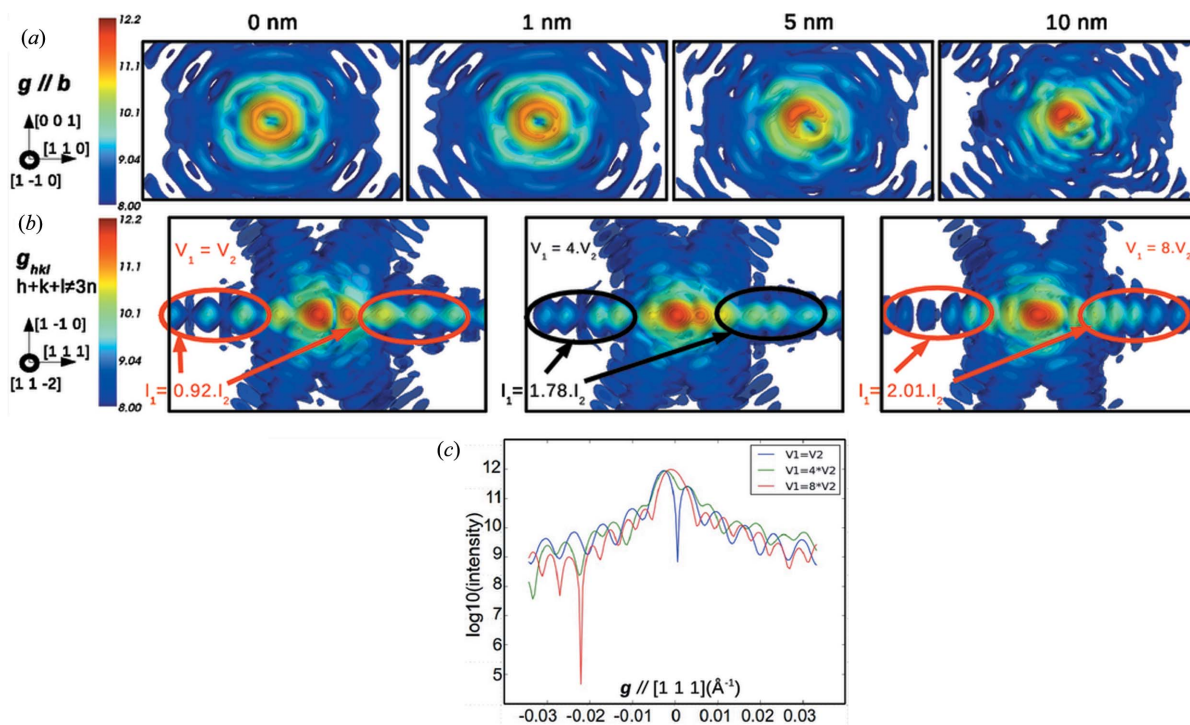 0 nm 1 nm 5 nm 10 nm
(a)
12.2
11.1
10.1
9.04
8.00
g // b
[0 0 1]
[1 1 0]
[1 -1 0]
(b)
12.2
11.1
10.1
9.04
8.00
g hkl
h+k+l≠3n
[1 -1 0]
[1 1 1]
[1 1 -2]
V1 = V2
I1= 0.92.I2
V1 = 4.V2
I1= 1.78.I2
V1 = 8.V2
I1= 2.01.I2
(c)
log10(intensity)
12
11
10
9
8
7
6
5
V1=V2
V1=4*V2
V1=8*V2
g // [1 1 1](Å-1)
-0.03 -0.02 -0.01 0 0.01 0.02 0.03